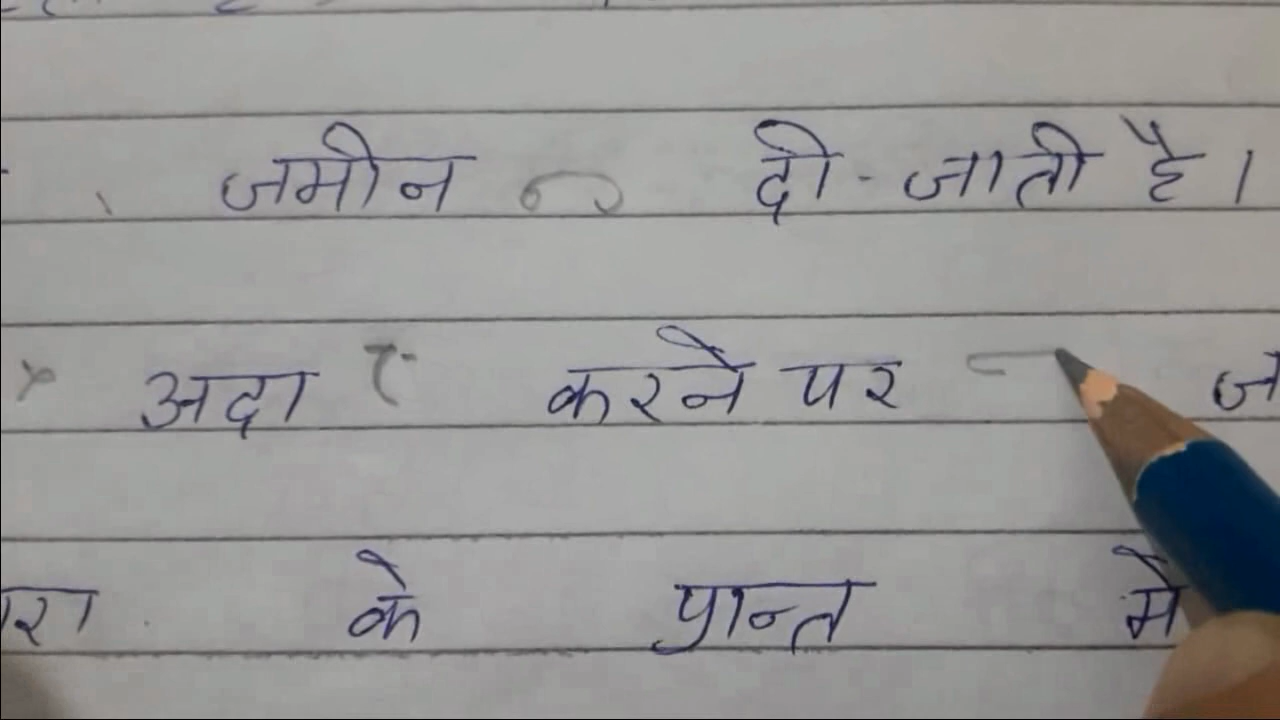 जमीन दी - जाती है ।
अदा करने पर
के प्रान्त मे